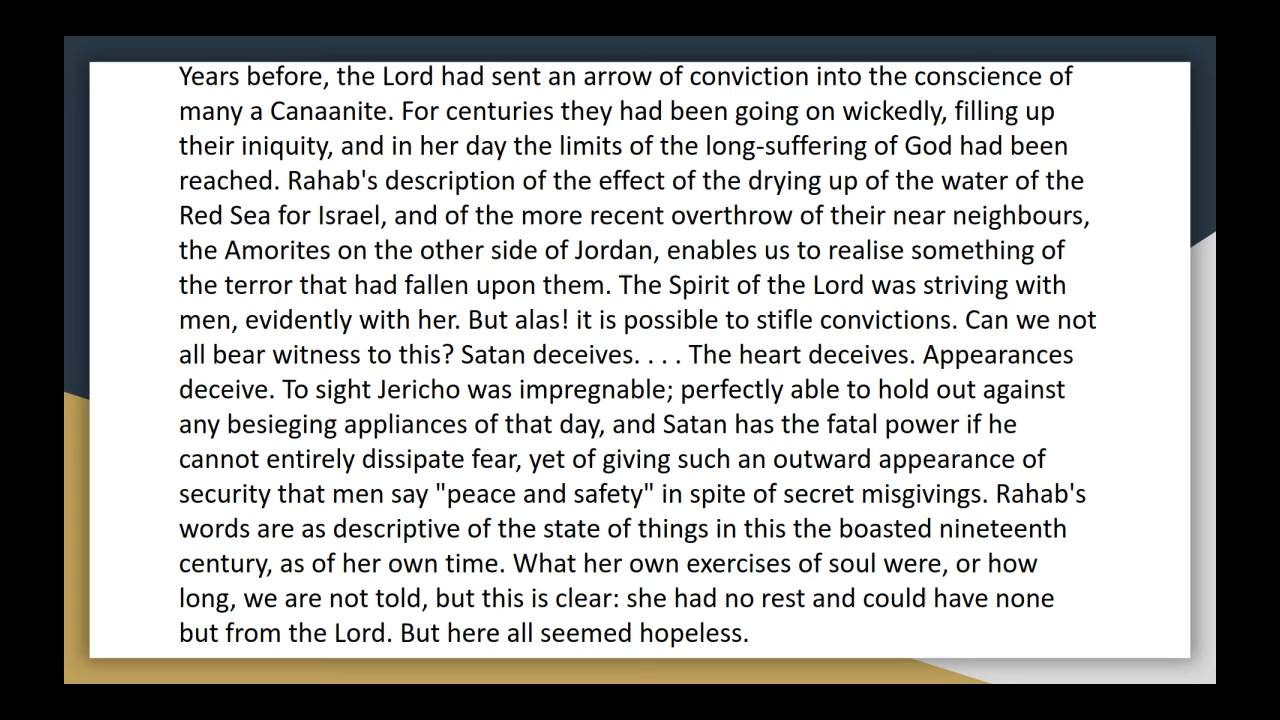 Years before, the Lord had sent an arrow of conviction into the conscience of
many a Canaanite. For centuries they had been going on wickedly, filling up
their iniquity, and in her day the limits of the long-suffering of God had been
reached. Rahab's description of the effect of the drying up of the water of the
Red Sea for Israel, and of the more recent overthrow of their near neighbours,
the Amorites on the other side of Jordan, enables us to realise something of
the terror that had fallen upon them. The Spirit of the Lord was striving with
men, evidently with her. But alas! it is possible to stifle convictions. Can we not
all bear witness to this? Satan deceives. . . . The heart deceives. Appearances
deceive. To sight Jericho was impregnable; perfectly able to hold out against
any besieging appliances of that day, and Satan has the fatal power if he
cannot entirely dissipate fear, yet of giving such an outward appearance of
security that men say "peace and safety" in spite of secret misgivings. Rahab's
words are as descriptive of the state of things in this the boasted nineteenth
century, as of her own time. What her own exercises of soul were, or how
long, we are not told, but this is clear: she had no rest and could have none
but from the Lord. But here all seemed hopeless.